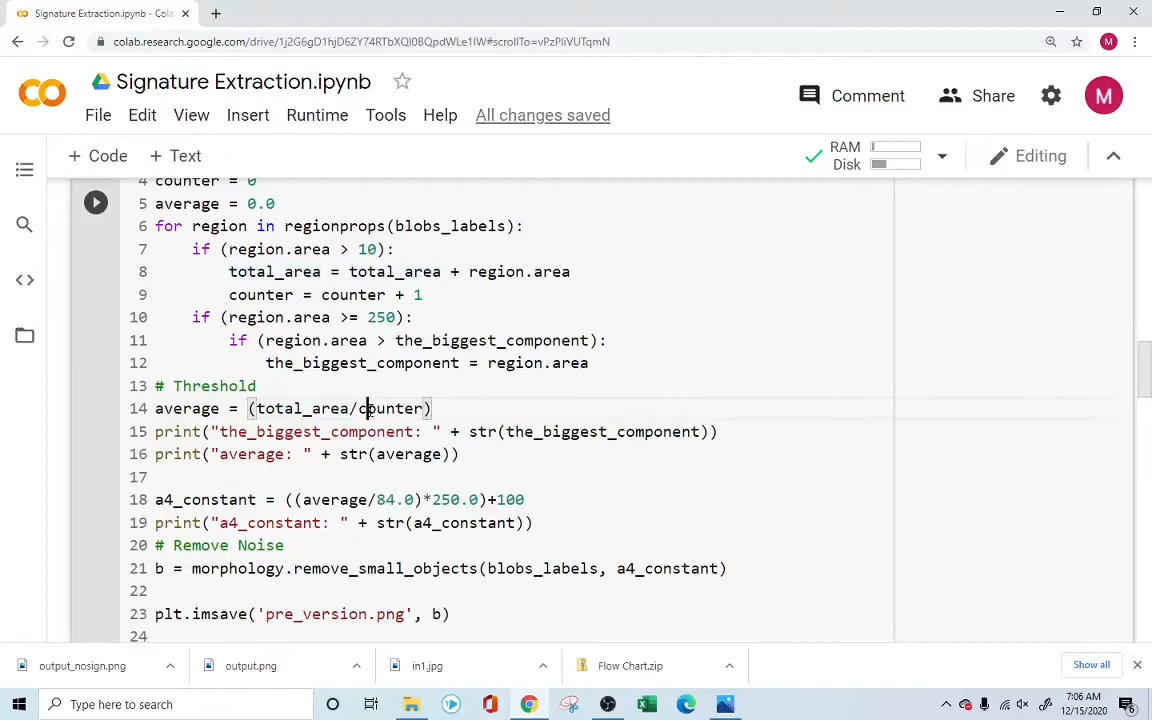 Signature Extraction.ipynb - Cola
colab.research.google.com/drive/1j2G6gD1hjD6ZY74RTbXQl0BQpdWLe1lW#scrollTo=vPzPliVUTqmN
M
Signature Extraction.ipynb
File Edit View Insert Runtime Tools Help All changes saved
Comment Share M
+ Code + Text
RAM
Disk
Editing
4 counter = 0
5 average = 0.0
6 for region in regionprops(blobs_labels):
7 if (region.area > 10):
8 total_area = total_area + region.area
9 counter = counter + 1
10 if (region.area >= 250):
11 if (region.area > the_biggest_component):
12 the_biggest_component = region.area
13 # Threshold
14 average = (total_area/counter)
15 print("the_biggest_component: " + str(the_biggest_component))
16 print("average: " + str(average))
17
18 a4_constant = ((average/84.0)*250.0)+100
19 print("a4_constant: " + str(a4_constant))
20 # Remove Noise
21 b = morphology.remove_small_objects(blobs_labels, a4_constant)
22
23 plt.imsave('pre_version.png', b)
24
output_nosign.png output.png in1.jpg Flow Chart.zip Show all
Type here to search
7:06 AM
12/15/2020
6